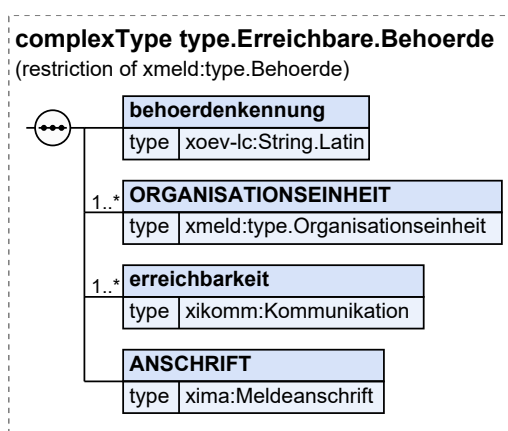 complexType type.Erreichbare.Behoerde
(restriction of xmeld:type.Behoerde)
behoerdenkennung
type xoev-lc:String.Latin
1..* ORGANISATIONSEINHEIT
type xmeld:type.Organisationseinheit
1..* erreichbarkeit
type xikomm:Kommunikation
ANSCHRIFT
type xima:Meldeanschrift